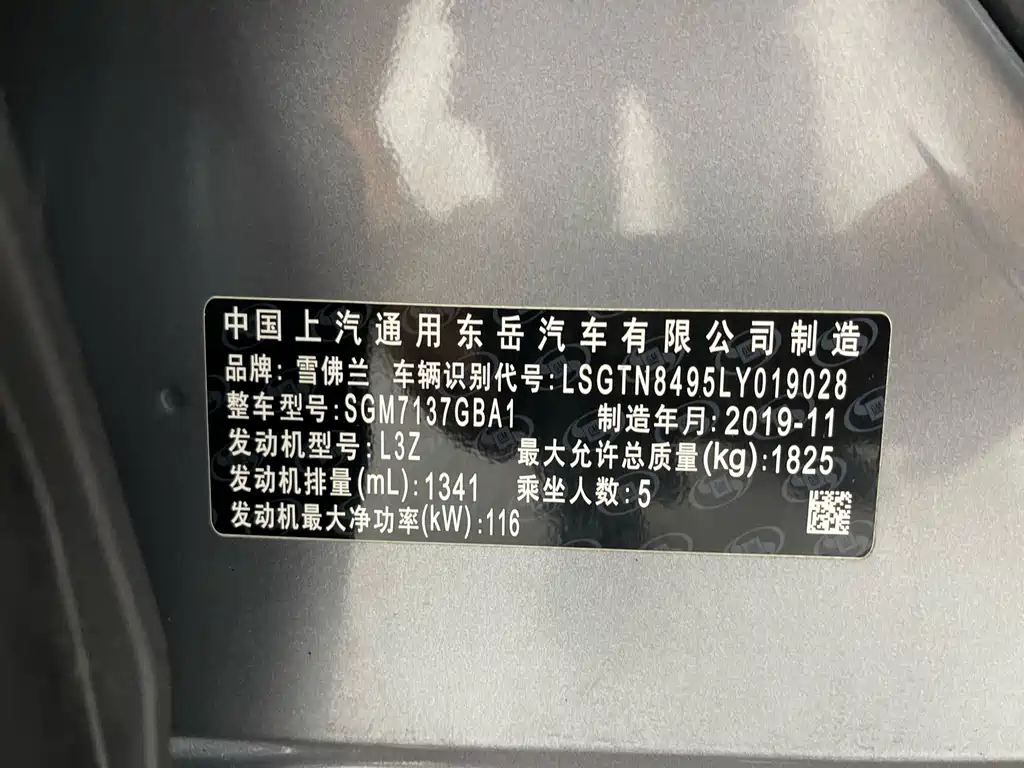 中国上汽通用东岳汽车有限公司制造
品牌: 雪佛兰 车辆识别代号:LSGTN8495LY019028
整车型号:SGM7137GBA1 制造年月:2019-11
发动机型号:L3Z 最大允许总质量(kg):1825
发动机排量(mL):1341 乘坐人数:5
发动机最大净功率(kW):116